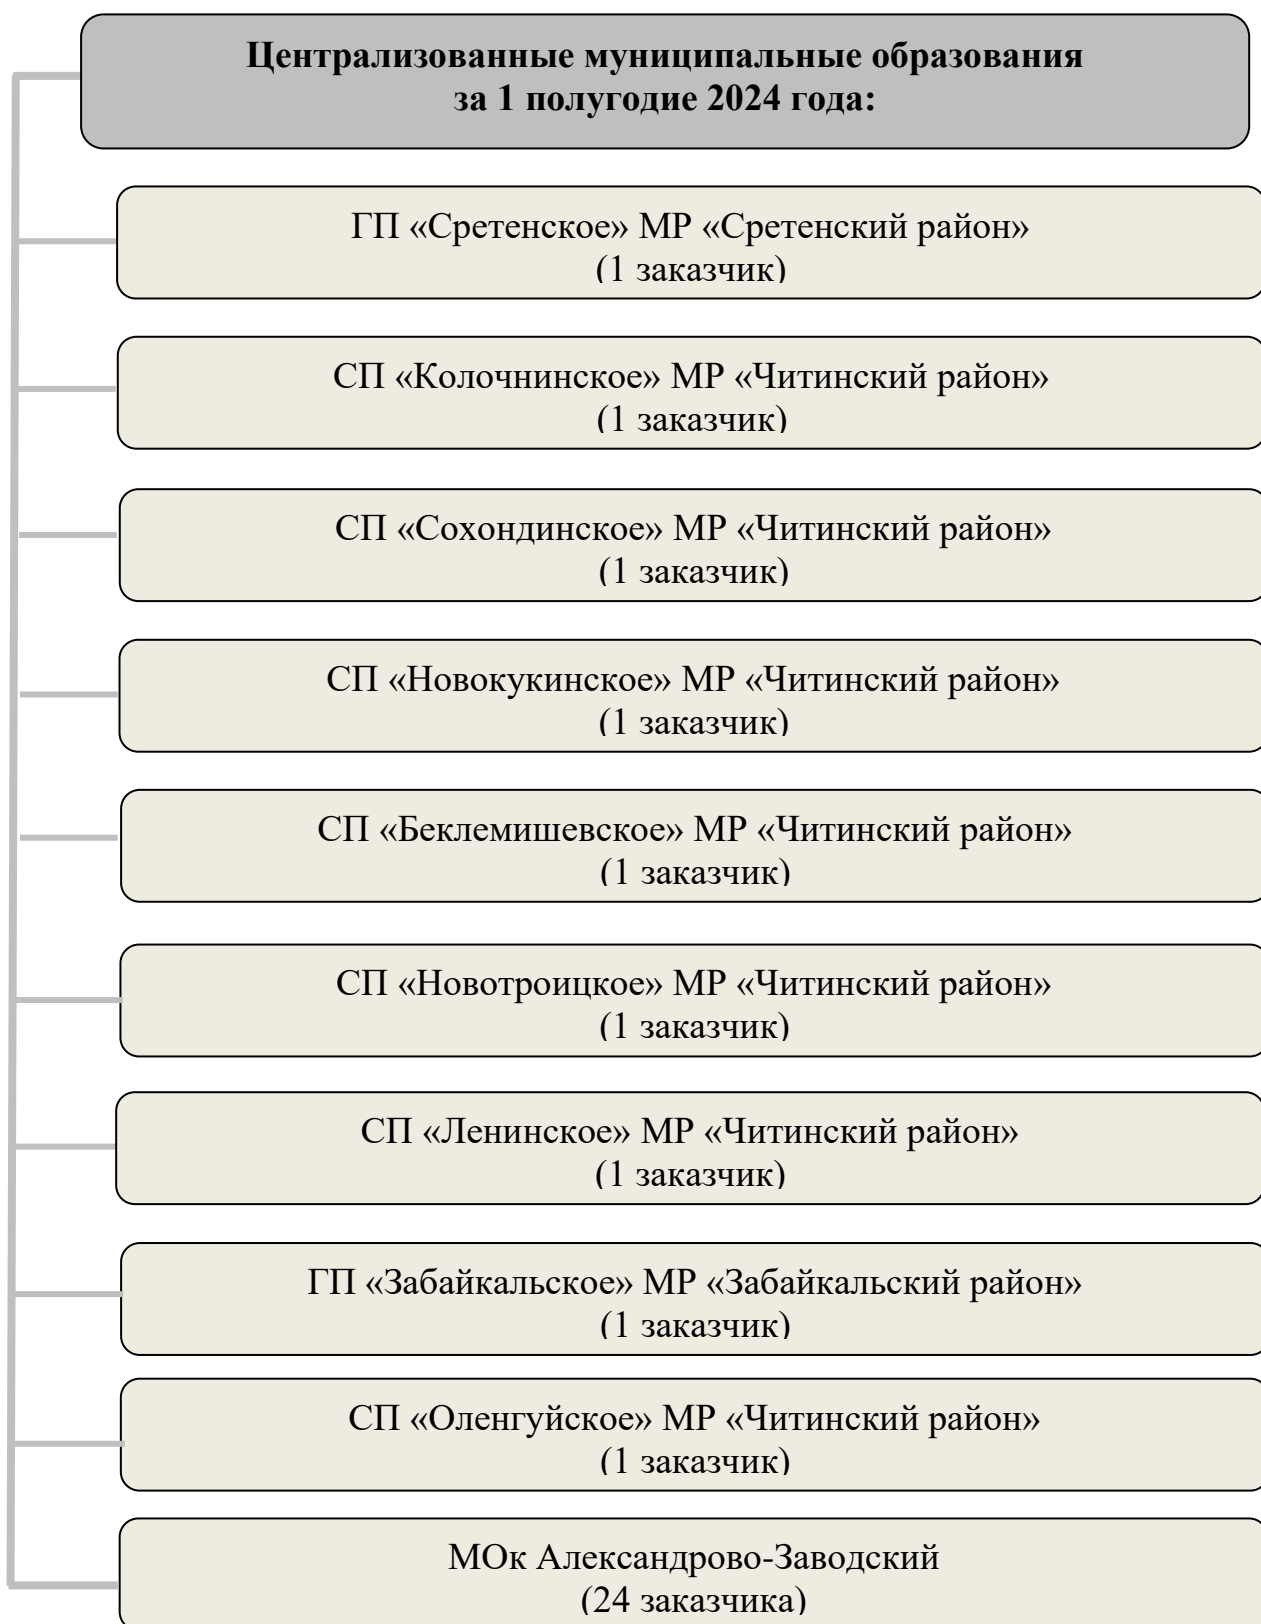 Централизованные муниципальные образования
за 1 полугодие 2024 года:
ГП «Сретенское» МР «Сретенский район»
(1 заказчик)
СП «Колочнинское» МР «Читинский район»
(1 заказчик)
СП «Сохондинское» МР «Читинский район»
(1 заказчик)
СП «Новокукинское» МР «Читинский район»
(1 заказчик)
СП «Беклемишевское» МР «Читинский район»
(1 заказчик)
СП «Новотроицкое» МР «Читинский район»
(1 заказчик)
СП «Ленинское» МР «Читинский район»
(1 заказчик)
ГП «Забайкальское» МР «Забайкальский район»
(1 заказчик)
СП «Оленгуйское» МР «Читинский район»
(1 заказчик)
МОк Александрово-Заводский
(24 заказчика)